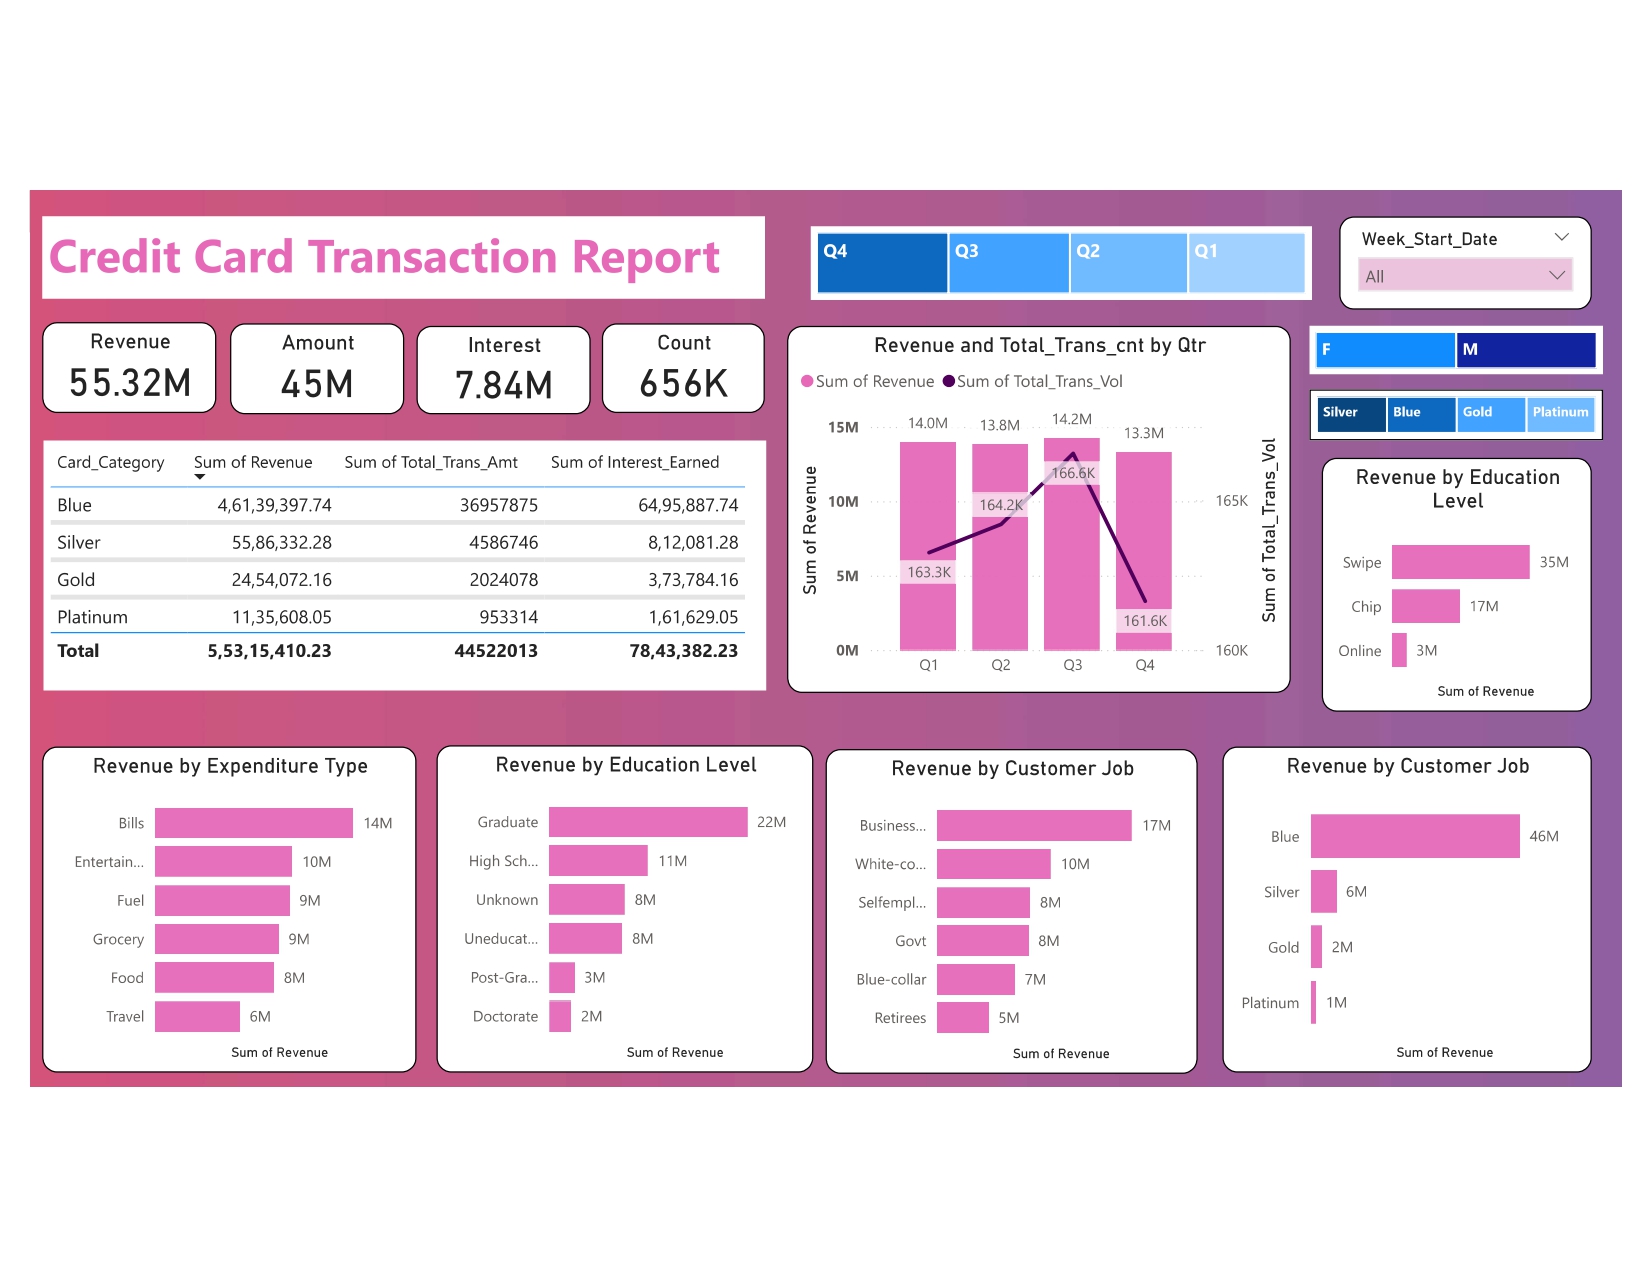 Credit Card Transaction Report
Q4 Q3 Q2 Q1
Week_Start_Date
All
Revenue
55.32M
Amount
45M
Interest
7.84M
Count
656K
F M
Silver Blue Gold Platinum
Card_Category Sum of Revenue Sum of Total_Trans_Amt Sum of Interest_Earned
Blue 4,61,39,397.74 36957875 64,95,887.74
Silver 55,86,332.28 4586746 8,12,081.28
Gold 24,54,072.16 2024078 3,73,784.16
Platinum 11,35,608.05 953314 1,61,629.05
Total 5,53,15,410.23 44522013 78,43,382.23
Revenue and Total_Trans_cnt by Qtr
Sum of Revenue Sum of Total_Trans_Vol
Sum of Revenue
15M
10M
5M
0M
14.0M 13.8M 14.2M 13.3M
163.3K 164.2K 166.6K 161.6K
Q1 Q2 Q3 Q4
165K
160K
Sum of Total_Trans_Vol
Revenue by Education
Level
Swipe 35M
Chip 17M
Online 3M
Sum of Revenue
Revenue by Expenditure Type
Bills 14M
Entertain... 10M
Fuel 9M
Grocery 9M
Food 8M
Travel 6M
Sum of Revenue
Revenue by Education Level
Graduate 22M
High Sch... 11M
Unknown 8M
Uneducat... 8M
Post-Gra... 3M
Doctorate 2M
Sum of Revenue
Revenue by Customer Job
Business... 17M
White-co... 10M
Selfempl... 8M
Govt 8M
Blue-collar 7M
Retirees 5M
Sum of Revenue
Revenue by Customer Job
Blue 46M
Silver 6M
Gold 2M
Platinum 1M
Sum of Revenue